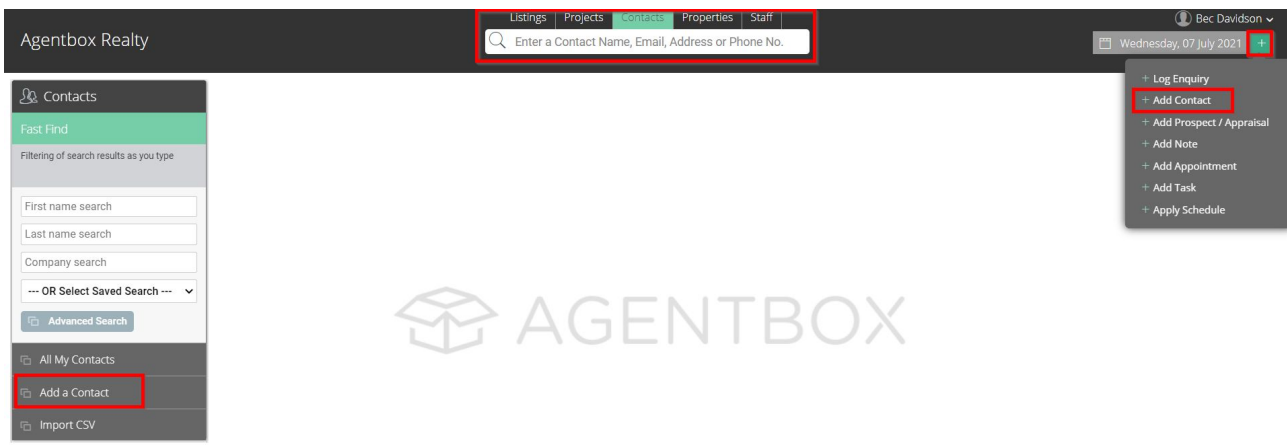 Agentbox Realty
Listings Projects Contacts Properties Staff
Enter a Contact Name, Email, Address or Phone No.
Bec Davidson
Wednesday, 07 July 2021 +
+ Log Enquiry
+ Add Contact
+ Add Prospect / Appraisal
+ Add Note
+ Add Appointment
+ Add Task
+ Apply Schedule
Contacts
Fast Find
Filtering of search results as you type
First name search
Last name search
Company search
--- OR Select Saved Search ---
Advanced Search
All My Contacts
Add a Contact
Import CSV
AGENTBOX